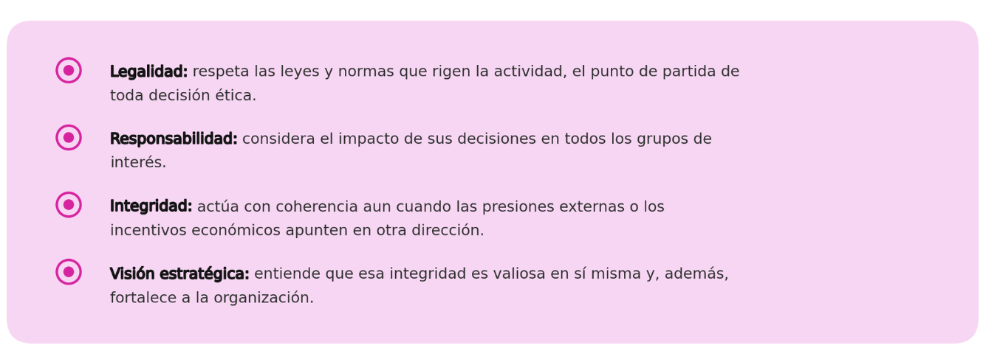 Legalidad: respeta las leyes y normas que rigen la actividad, el punto de partida de
toda decisión ética.
Responsabilidad: considera el impacto de sus decisiones en todos los grupos de
interés.
Integridad: actúa con coherencia aun cuando las presiones externas o los
incentivos económicos apunten en otra dirección.
Visión estratégica: entiende que esa integridad es valiosa en sí misma y, además,
fortalece a la organización.